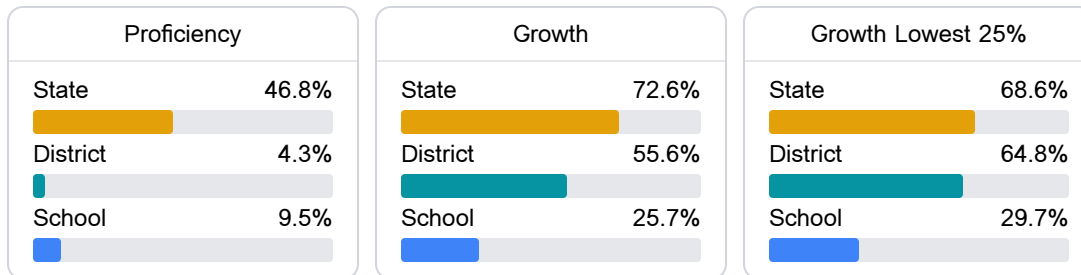 Proficiency
State 46.8%
District 4.3%
School 9.5%
Growth
State 72.6%
District 55.6%
School 25.7%
Growth Lowest 25%
State 68.6%
District 64.8%
School 29.7%